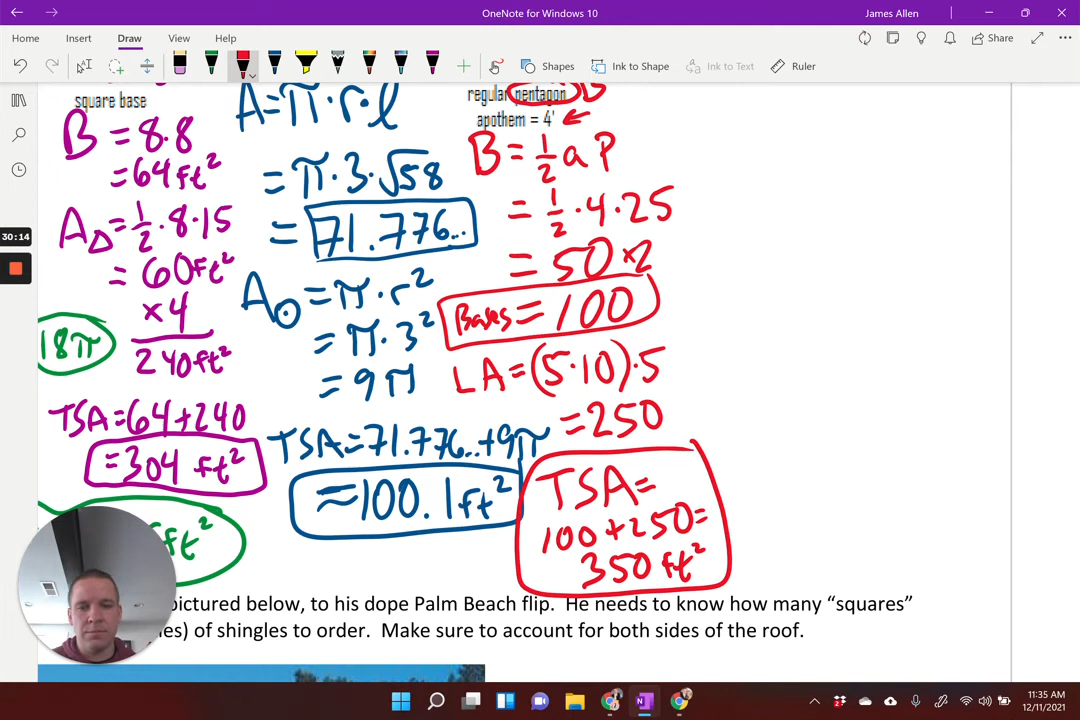 OneNote for Windows 10
James Allen
Home Insert Draw View Help
Share
Shapes Ink to Shape Ink to Text Ruler
30:14
square base
B = 8·8
= 64 ft²
A△ = 1/2 · 8 · 15
= 60 ft²
×4
240 ft²
TSA = 64 + 240
= 304 ft²
18π
ft²
A = π · r · l
= π · 3 · √58
= 71.776...
A⊙ = π · r²
= π · 3²
= 9π
TSA = 71.776... + 9π
≈ 100.1 ft²
regular pentagon
apothem = 4'
B = 1/2 a P
= 1/2 · 4 · 25
= 50 ×2
Bases = 100
LA = (5 · 10) · 5
= 250
TSA =
100 + 250 =
350 ft²
pictured below, to his dope Palm Beach flip. He needs to know how many “squares”
of shingles to order. Make sure to account for both sides of the roof.
11:35 AM
12/11/2021